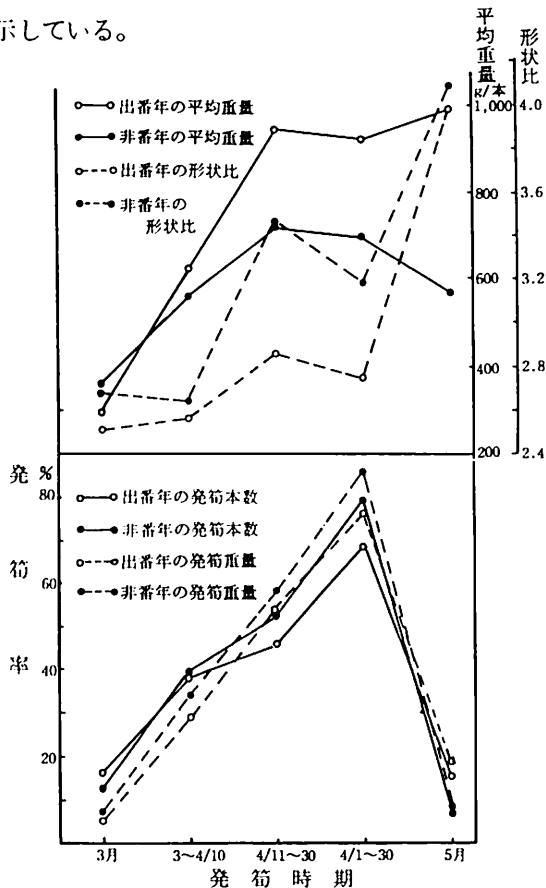 示している。
平均重量
g/本
形状比
○—○ 出番年の平均重量
●—● 非番年の平均重量
○--○ 出番年の形状比
●--● 非番年の
形状比
1,000
800
600
400
200
4.0
3.6
3.2
2.8
2.4
発筍率
%
80
60
40
20
○—○ 出番年の発筍本数
●—● 非番年の発筍本数
○--○ 出番年の発筍重量
●--● 非番年の発筍重量
3月
3～4/10
4/11～30
4/1～30
5月
発筍時期